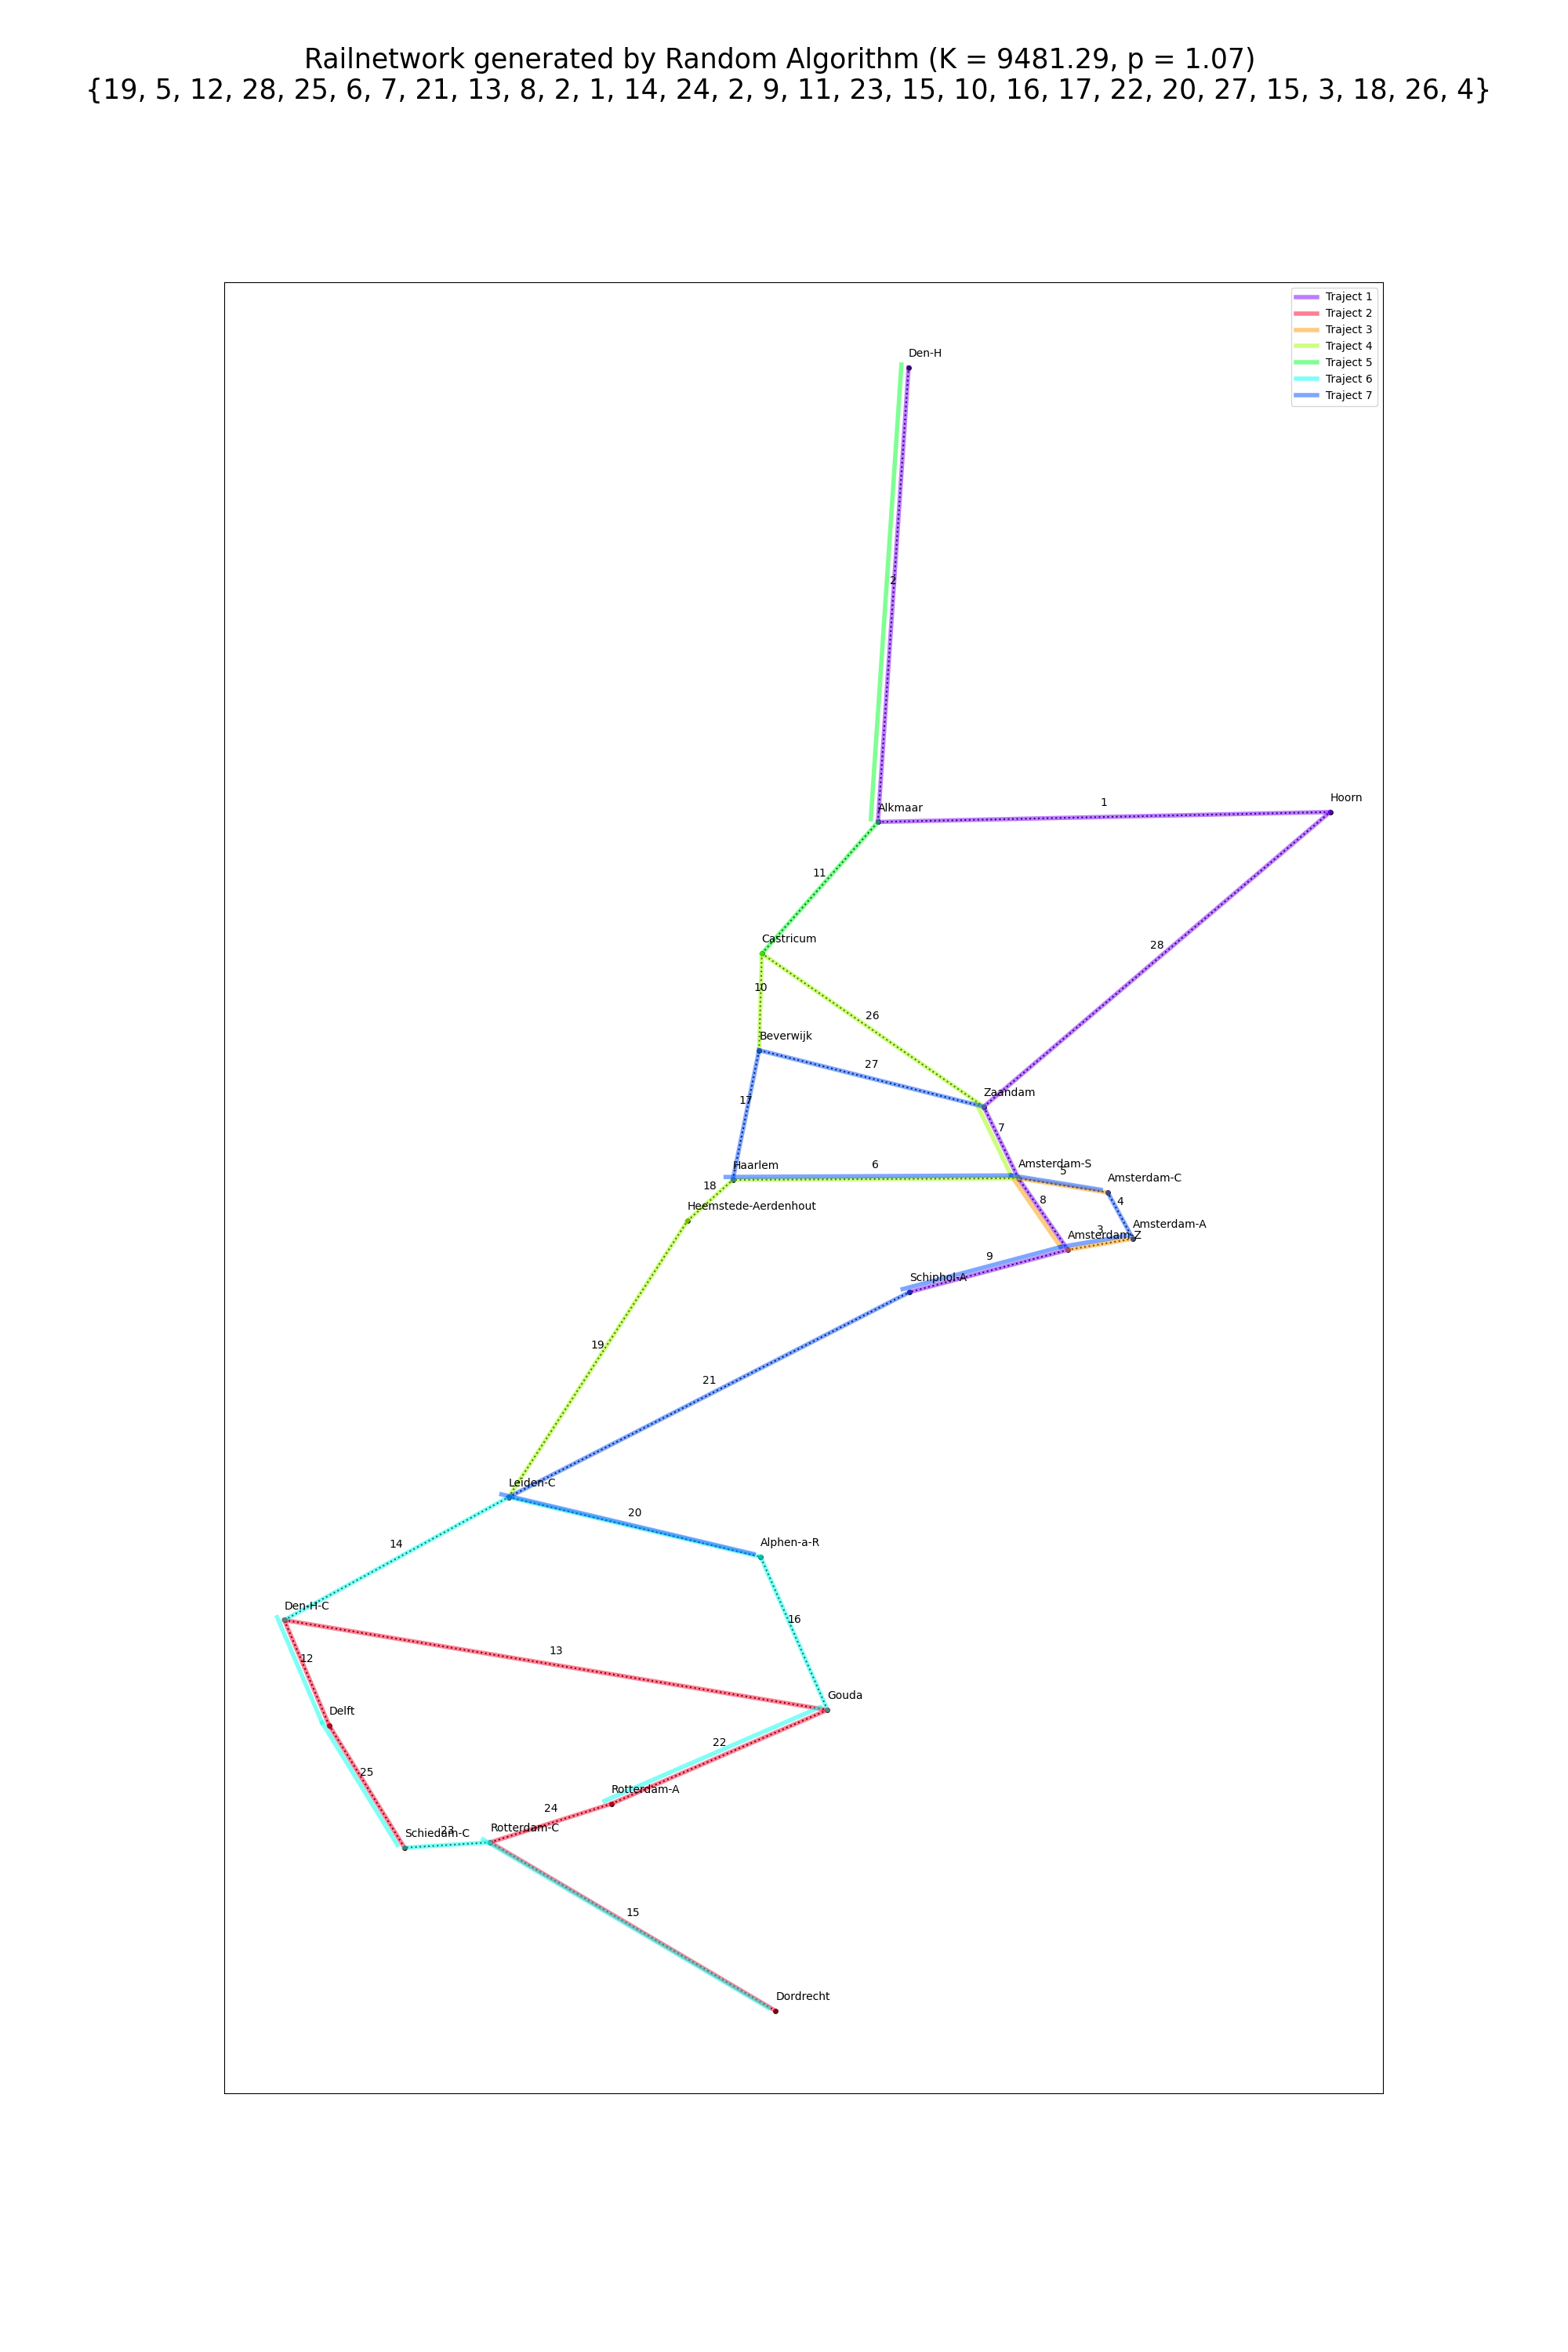 Railnetwork generated by Random Algorithm (K = 9481.29, p = 1.07)
{19, 5, 12, 28, 25, 6, 7, 21, 13, 8, 2, 1, 14, 24, 2, 9, 11, 23, 15, 10, 16, 17, 22, 20, 27, 15, 3, 18, 26, 4}
Traject 1
Traject 2
Traject 3
Traject 4
Traject 5
Traject 6
Traject 7
Den-H
2
Hoorn
1
Alkmaar
11
Castricum
28
10
26
Beverwijk
27
Zaandam
17
7
Haarlem
6
Amsterdam-S
5
Amsterdam-C
18
8
4
Heemstede-Aerdenhout
Amsterdam-A
3
Amsterdam-Z
9
Schiphol-A
19
21
Leiden-C
20
14
Alphen-a-R
Den-H-C
16
13
12
Gouda
Delft
22
25
Rotterdam-A
24
Rotterdam-C
23
Schiedam-C
15
Dordrecht